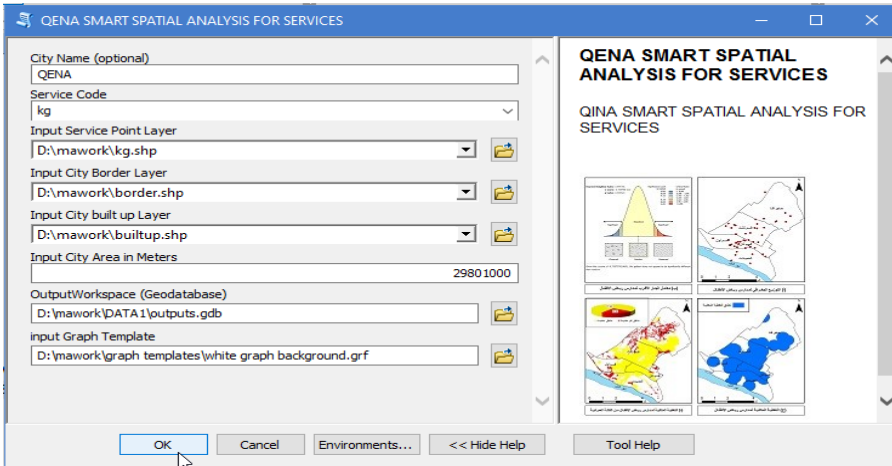 QENA SMART SPATIAL ANALYSIS FOR SERVICES
City Name (optional)
QENA
Service Code
kg
Input Service Point Layer
D:\mawork\kg.shp
Input City Border Layer
D:\mawork\border.shp
Input City built up Layer
D:\mawork\builtup.shp
Input City Area in Meters
29801000
OutputWorkspace (Geodatabase)
D:\mawork\DATA1\outputs.gdb
input Graph Template
D:\mawork\graph templates\white graph background.grf
OK
Cancel
Environments...
<< Hide Help
Tool Help
QENA SMART SPATIAL
ANALYSIS FOR SERVICES
QINA SMART SPATIAL ANALYSIS FOR
SERVICES